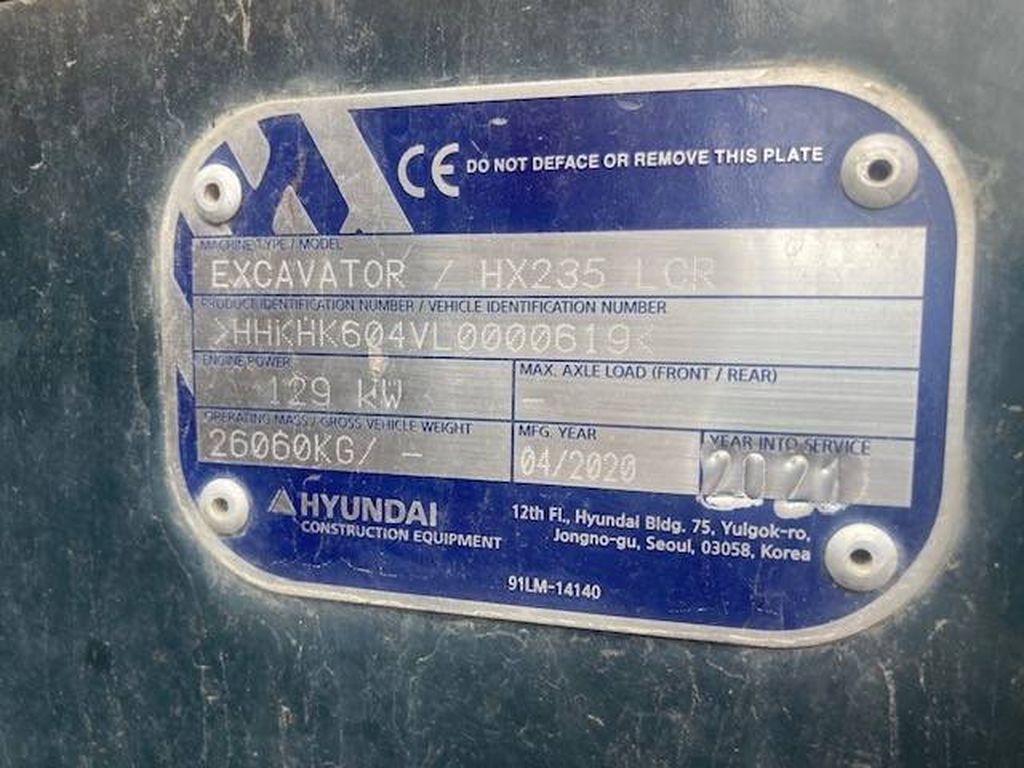 CE DO NOT DEFACE OR REMOVE THIS PLATE
MACHINE TYPE / MODEL
EXCAVATOR / HX235 LCR
PRODUCT IDENTIFICATION NUMBER / VEHICLE IDENTIFICATION NUMBER
>HHKHK604VL0000619<
ENGINE POWER
129 KW
MAX. AXLE LOAD (FRONT / REAR)
-
OPERATING MASS / GROSS VEHICLE WEIGHT
26060KG/ -
MFG. YEAR
04/2020
YEAR INTO SERVICE
2021
HYUNDAI
CONSTRUCTION EQUIPMENT
12th Fl., Hyundai Bldg. 75, Yulgok-ro,
Jongno-gu, Seoul, 03058, Korea
91LM-14140